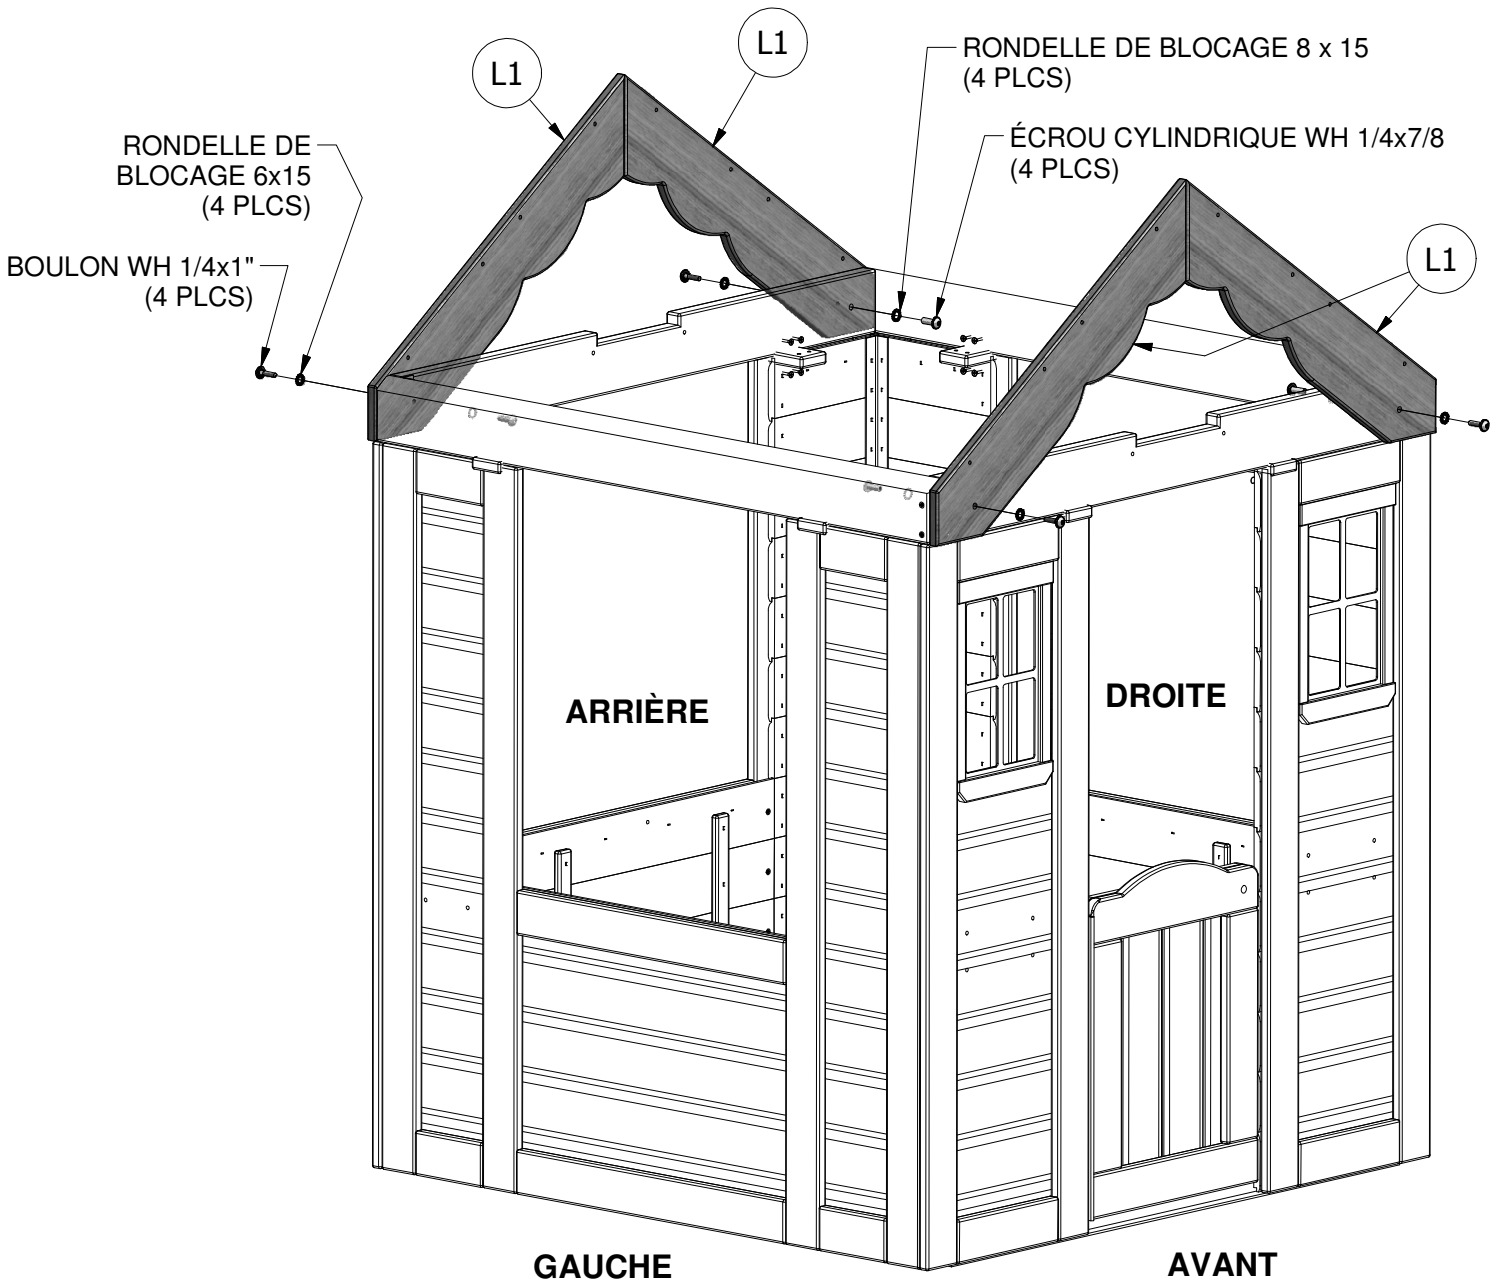 L1
L1
RONDELLE DE BLOCAGE 8 x 15
(4 PLCS)
RONDELLE DE
BLOCAGE 6x15
(4 PLCS)
ÉCROU CYLINDRIQUE WH 1/4x7/8
(4 PLCS)
BOULON WH 1/4x1"
(4 PLCS)
L1
ARRIÈRE
DROITE
GAUCHE
AVANT